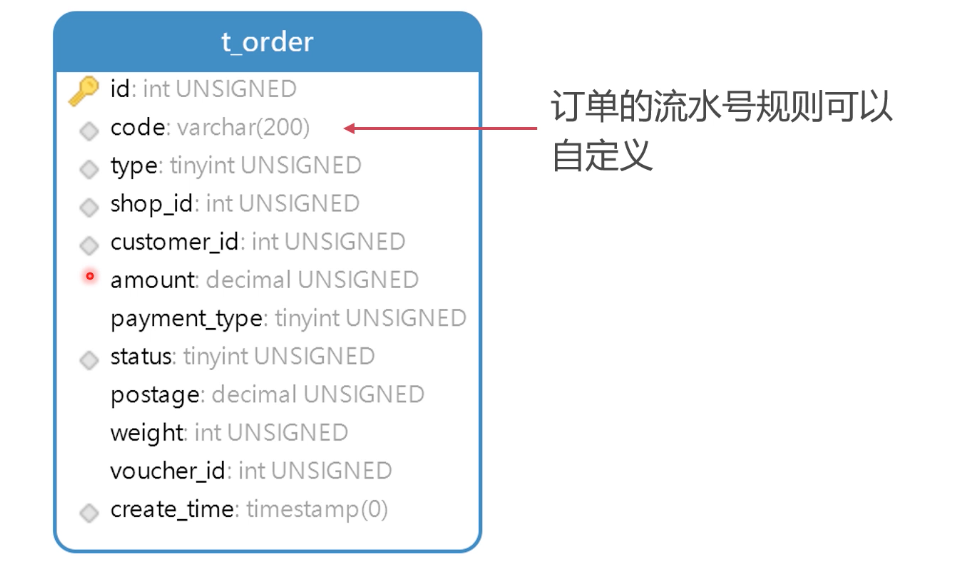 t_order
id: int UNSIGNED
code: varchar(200)
订单的流水号规则可以
自定义
type: tinyint UNSIGNED
shop_id: int UNSIGNED
customer_id: int UNSIGNED
amount: decimal UNSIGNED
payment_type: tinyint UNSIGNED
status: tinyint UNSIGNED
postage: decimal UNSIGNED
weight: int UNSIGNED
voucher_id: int UNSIGNED
create_time: timestamp(0)